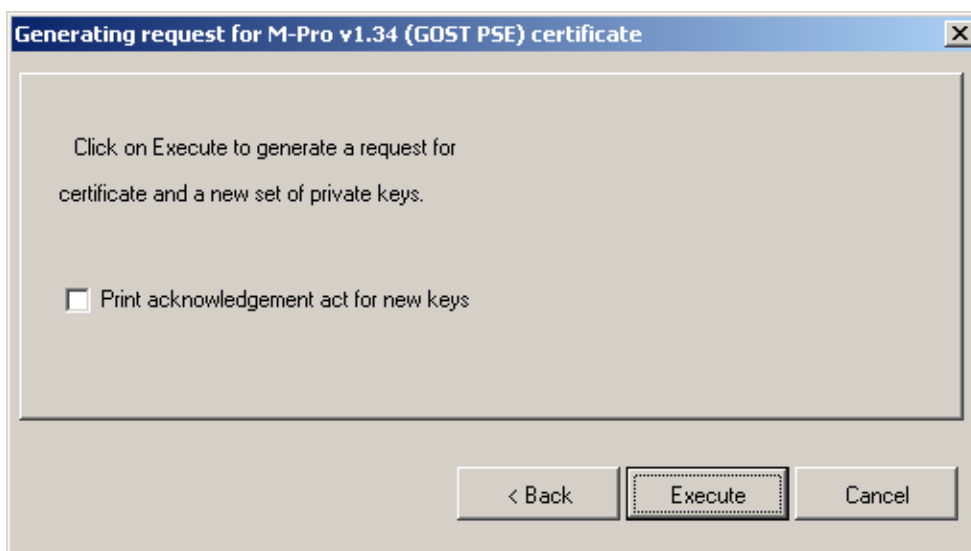 Generating request for M-Pro v1.34 (GOST PSE) certificate
Click on Execute to generate a request for
certificate and a new set of private keys.
Print acknowledgement act for new keys
< Back
Execute
Cancel